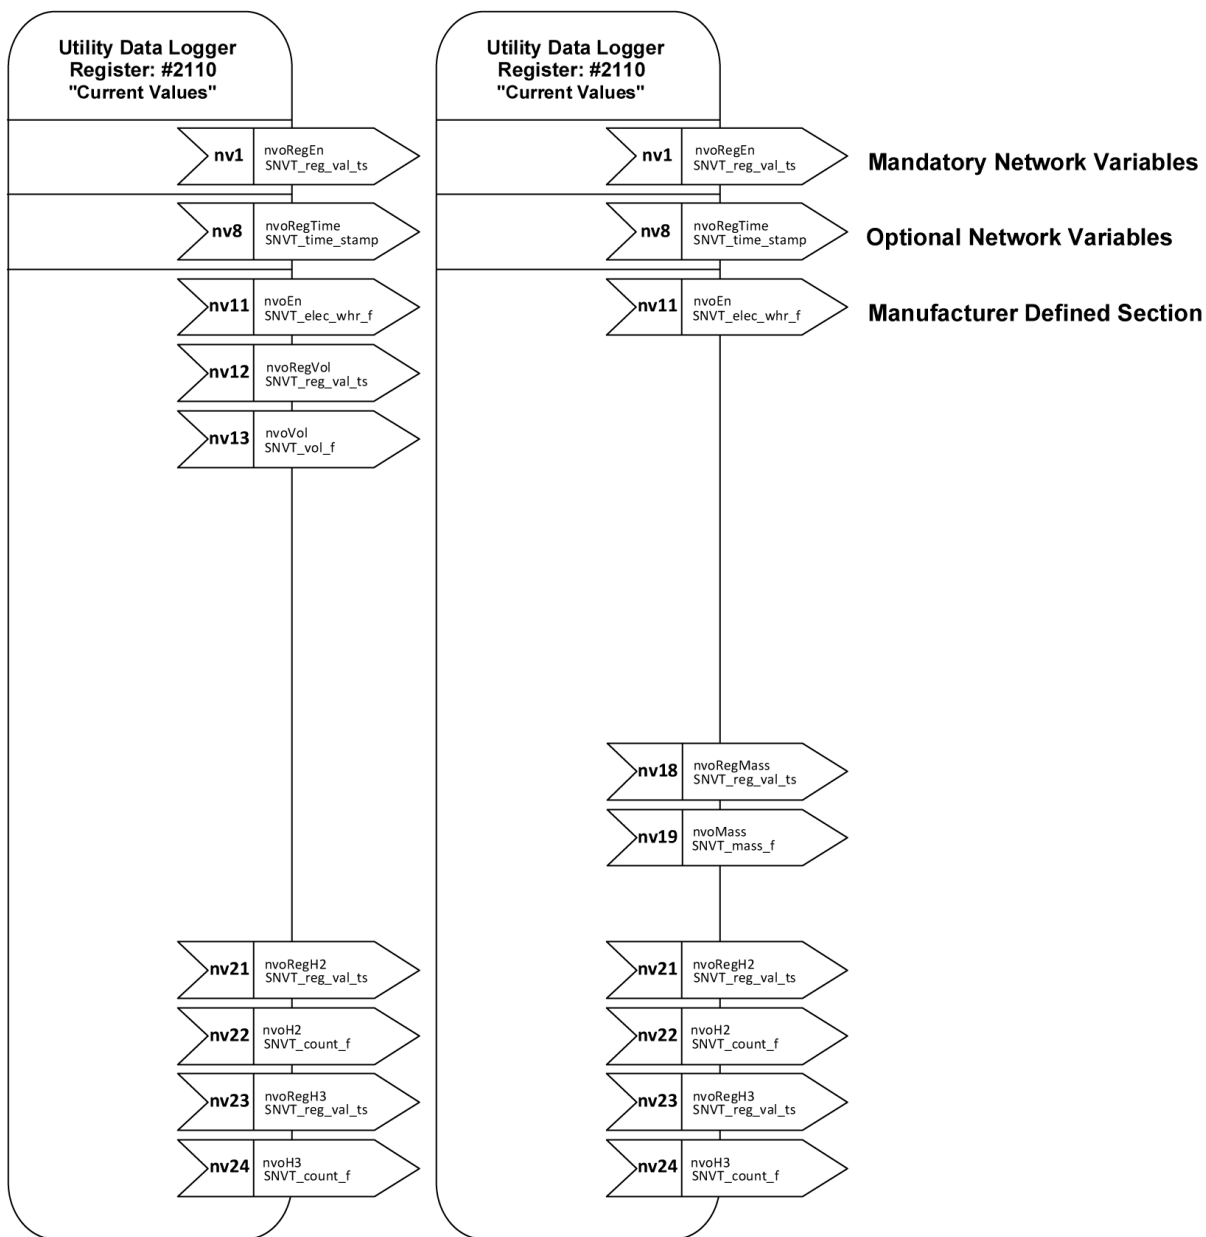 Utility Data Logger
Register: #2110
"Current Values"
nv1
nvoRegEn
SNVT_reg_val_ts
nv8
nvoRegTime
SNVT_time_stamp
nv11
nvoEn
SNVT_elec_whr_f
nv12
nvoRegVol
SNVT_reg_val_ts
nv13
nvoVol
SNVT_vol_f
nv21
nvoRegH2
SNVT_reg_val_ts
nv22
nvoH2
SNVT_count_f
nv23
nvoRegH3
SNVT_reg_val_ts
nv24
nvoH3
SNVT_count_f
Utility Data Logger
Register: #2110
"Current Values"
nv1
nvoRegEn
SNVT_reg_val_ts
Mandatory Network Variables
nv8
nvoRegTime
SNVT_time_stamp
Optional Network Variables
nv11
nvoEn
SNVT_elec_whr_f
Manufacturer Defined Section
nv18
nvoRegMass
SNVT_reg_val_ts
nv19
nvoMass
SNVT_mass_f
nv21
nvoRegH2
SNVT_reg_val_ts
nv22
nvoH2
SNVT_count_f
nv23
nvoRegH3
SNVT_reg_val_ts
nv24
nvoH3
SNVT_count_f